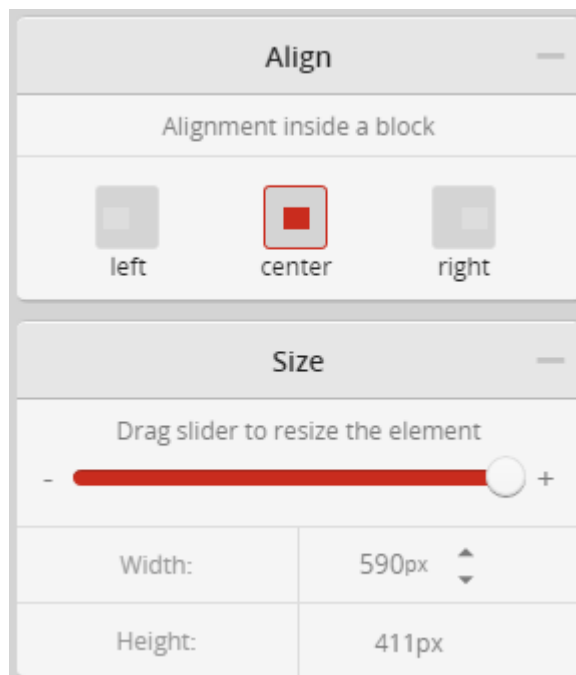 Align
Alignment inside a block
left center right
Size
Drag slider to resize the element
- +
Width: 590px
Height: 411px